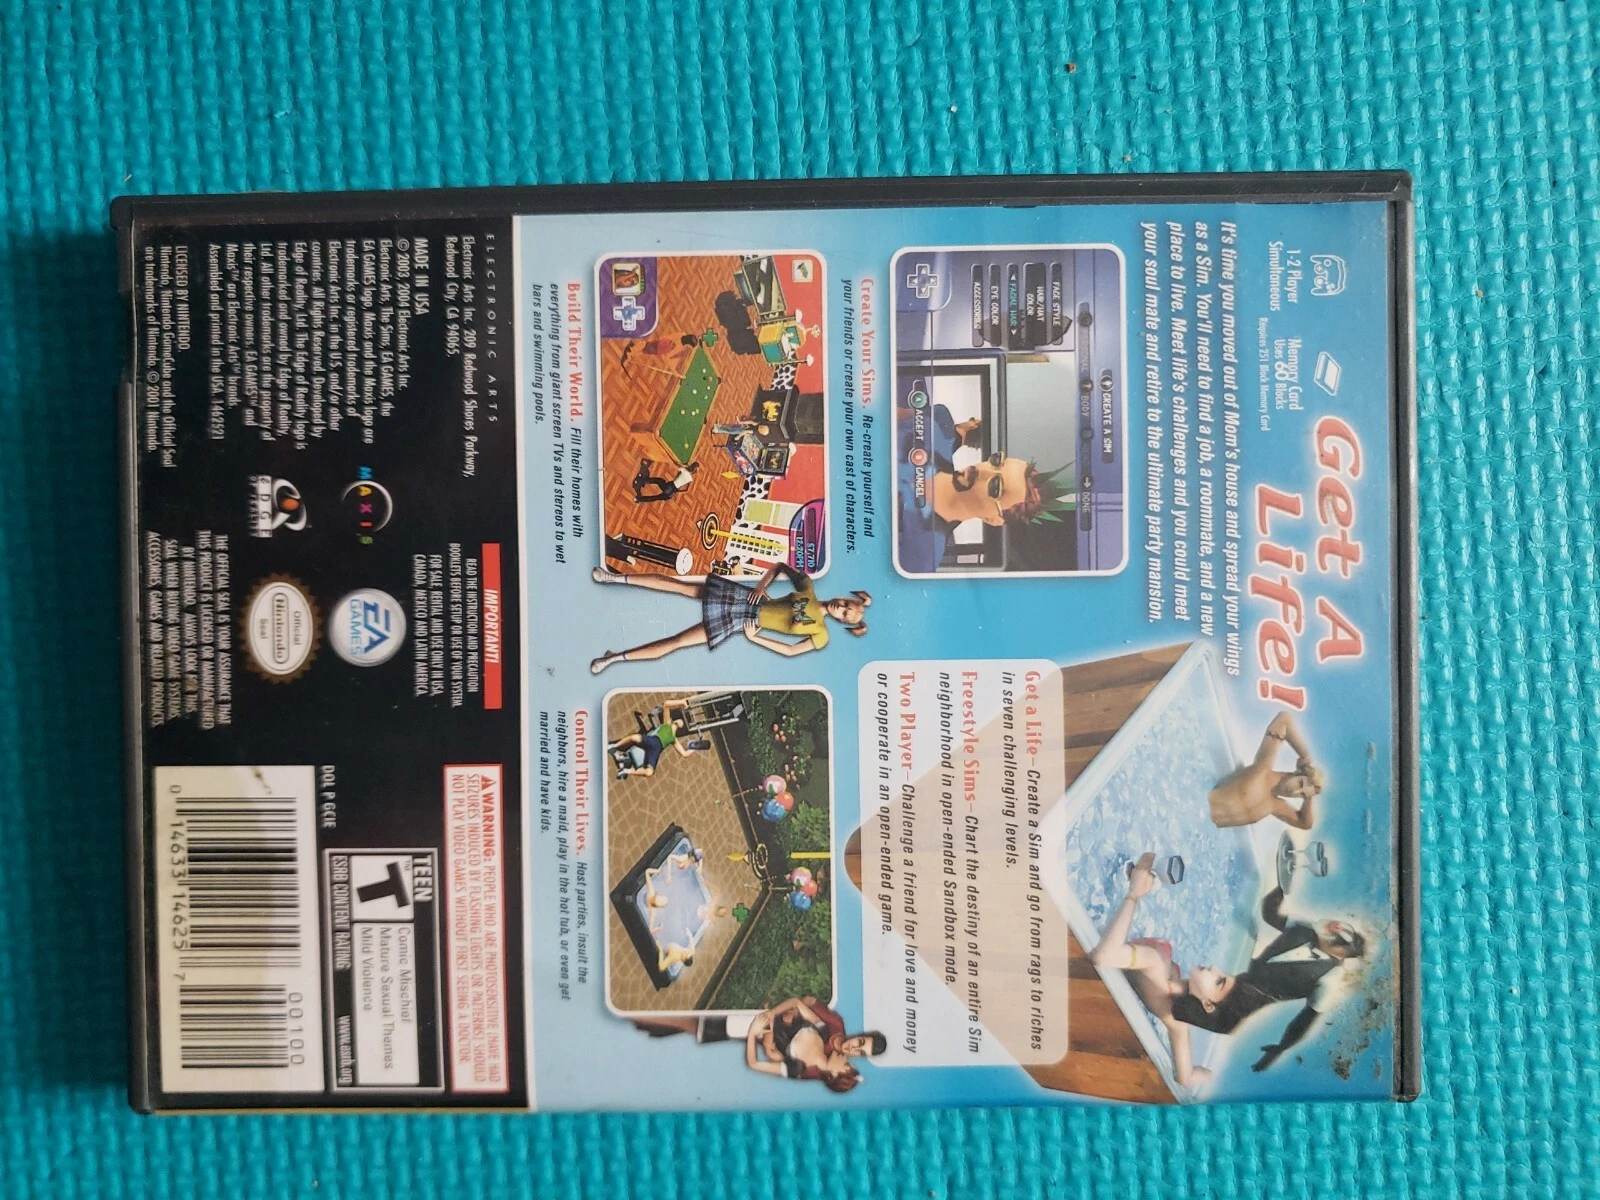 Get A
Life!
1-2 Player
Simultaneous
Memory Card
Uses 66 Blocks
Requires 251 Block Memory Card
It's time you moved out of Mom's house and spread your wings
as a Sim. You'll need to find a job, a roommate, and a new
place to live. Meet life's challenges and you could meet
your soul mate and retire to the ultimate party mansion.
CREATE A SIM
BODY
DONE
FACE STYLE
HAIR/HAT
COLOR
FACIAL HAIR
EYE COLOR
ACCESSORIES
ACCEPT
CANCEL
Get a Life–Create a Sim and go from rags to riches
in seven challenging levels.
Freestyle Sims–Chart the destiny of an entire Sim
neighborhood in open-ended Sandbox mode.
Two Player–Challenge a friend for love and money
or cooperate in an open-ended game.
Create Your Sims. Re-create yourself and
your friends or create your own cast of characters.
Build Their World. Fill their homes with
everything from giant screen TVs and stereos to wet
bars and swimming pools.
Control Their Lives. Host parties, insult the
neighbors, hire a maid, play in the hot tub, or even get
married and have kids.
ELECTRONIC ARTS
Electronic Arts Inc. 209 Redwood Shores Parkway,
Redwood City, CA 94065.
MADE IN USA
© 2003, 2004 Electronic Arts Inc.
Electronic Arts, The Sims, EA GAMES, the
EA GAMES logo, Maxis and the Maxis logo are
trademarks or registered trademarks of
Electronic Arts Inc. in the U.S. and/or other
countries. All Rights Reserved. Developed by
Edge of Reality, Ltd. The Edge of Reality logo is
trademarked and owned by Edge of Reality,
Ltd. All other trademarks are the property of
their respective owners. EA GAMES™ and
Maxis™ are Electronic Arts™ brands.
Assembled and printed in the USA. 1462521
LICENSED BY NINTENDO.
Nintendo, Nintendo GameCube and the Official Seal
are trademarks of Nintendo. © 2001 Nintendo.
MAXIS
EDGE
OF REALITY
IMPORTANT!
READ THE INSTRUCTION AND PRECAUTION
BOOKLETS BEFORE SETUP OR USE OF YOUR SYSTEM.
FOR SALE, RENTAL AND USE ONLY IN USA,
CANADA, MEXICO AND LATIN AMERICA.
EA
GAMES
Official
Nintendo
Seal
THE OFFICIAL SEAL IS YOUR ASSURANCE THAT
THIS PRODUCT IS LICENSED OR MANUFACTURED
BY NINTENDO. ALWAYS LOOK FOR THIS
SEAL WHEN BUYING VIDEO GAME SYSTEMS,
ACCESSORIES, GAMES AND RELATED PRODUCTS.
WARNING: PEOPLE WHO ARE PHOTOSENSITIVE (HAVE HAD
SEIZURES INDUCED BY FLASHING LIGHTS OR PATTERNS) SHOULD
NOT PLAY VIDEO GAMES WITHOUT FIRST SEEING A DOCTOR.
TEEN
T
Comic Mischief
Mature Sexual Themes
Mild Violence
ESRB CONTENT RATING www.esrb.org
DOL P GCIE
00100
0 14633 14625 7